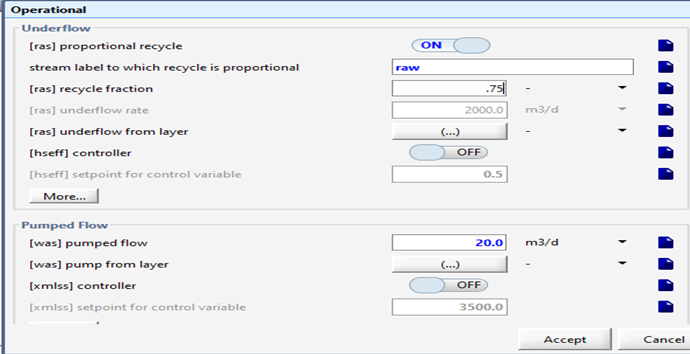 Operational
Underflow
[ras] proportional recycle ON
stream label to which recycle is proportional raw
[ras] recycle fraction .75 -
[ras] underflow rate 2000.0 m3/d
[ras] underflow from layer (...) -
[hseff] controller OFF
[hseff] setpoint for control variable 0.5
More...
Pumped Flow
[was] pumped flow 20.0 m3/d
[was] pump from layer (...) -
[xmlss] controller OFF
[xmlss] setpoint for control variable 3500.0
Accept Cancel